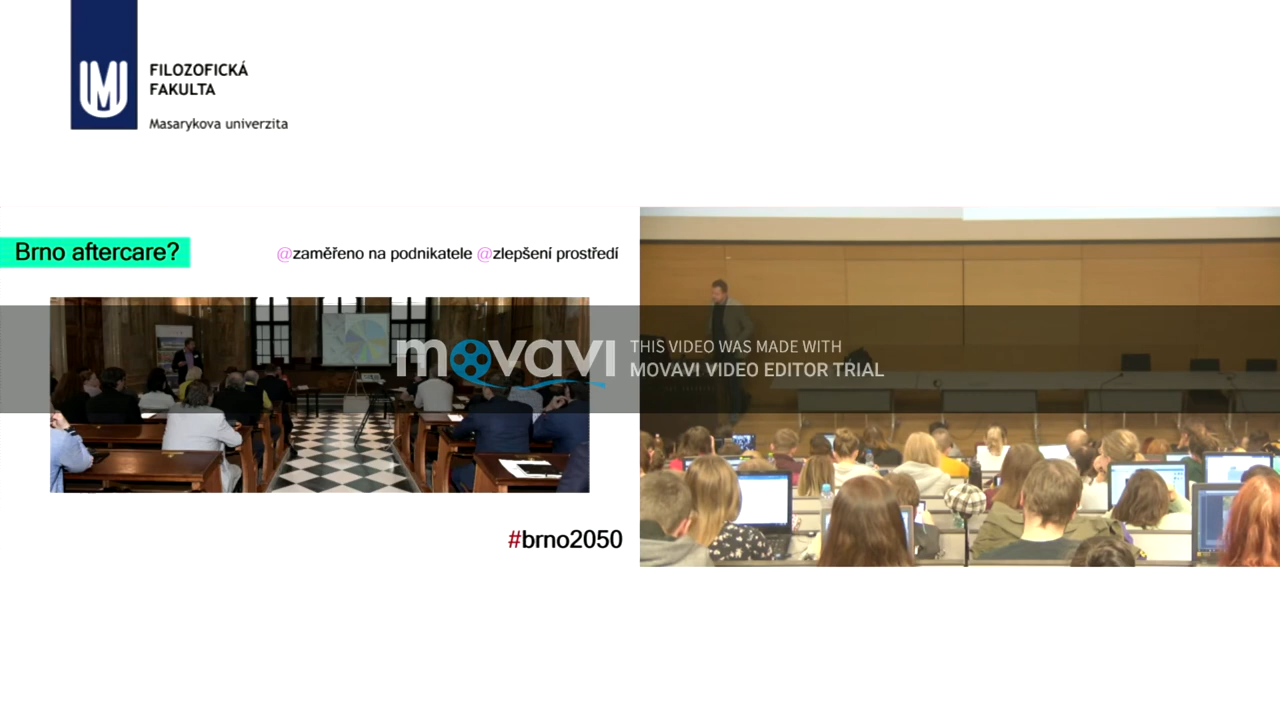 FILOZOFICKÁ
FAKULTA
Masarykova univerzita
Brno aftercare?
@zaměřeno na podnikatele @zlepšení prostředí
movavi
THIS VIDEO WAS MADE WITH
MOVAVI VIDEO EDITOR TRIAL
#brno2050